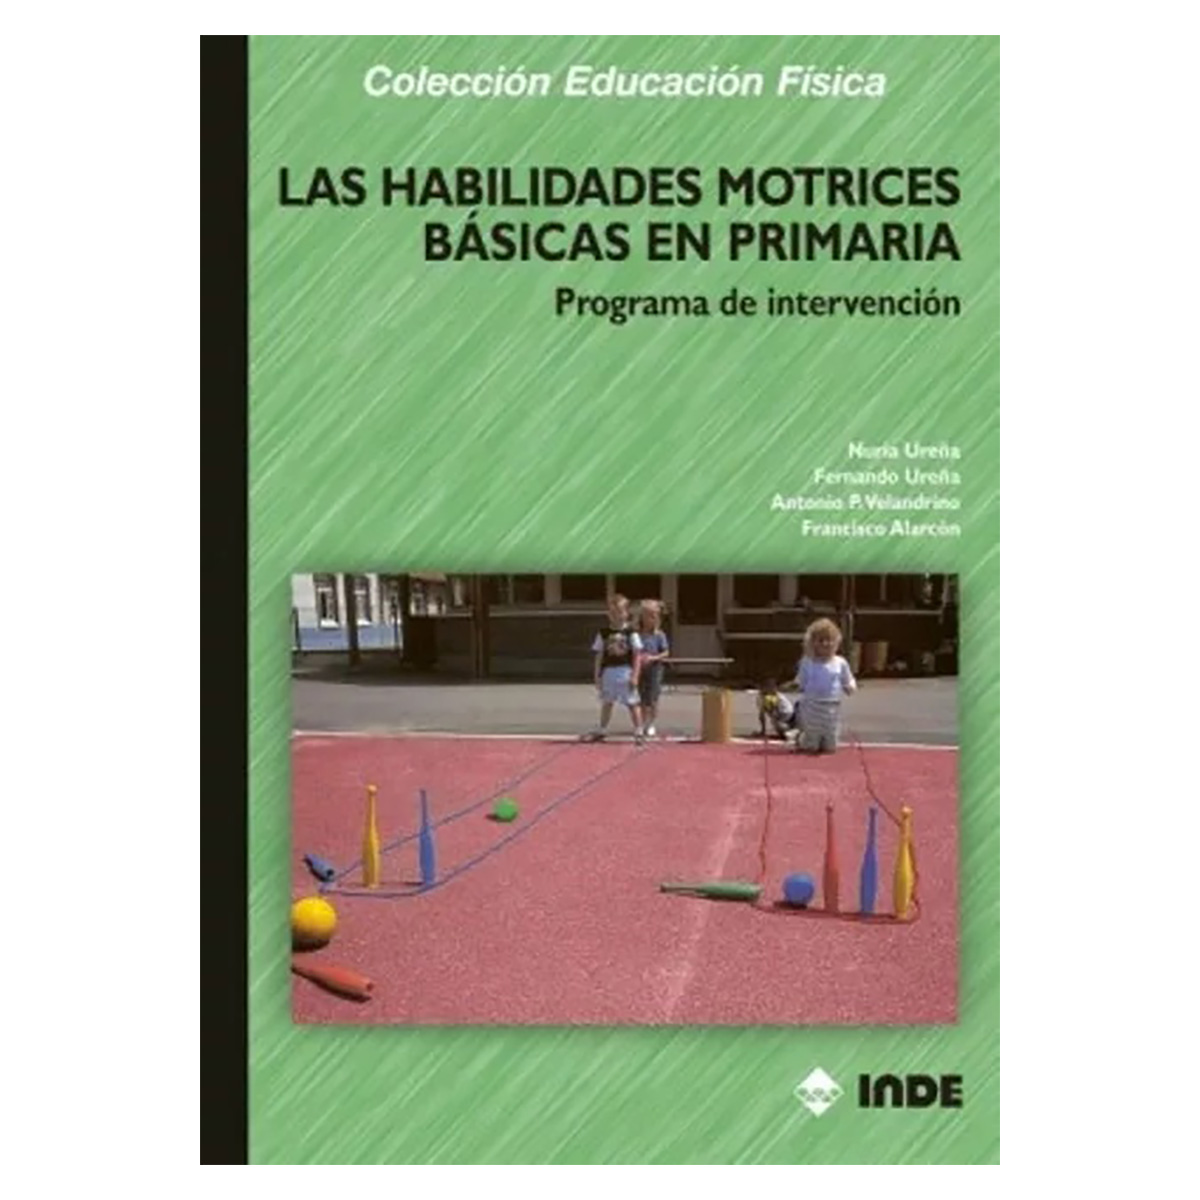 Colección Educación Física
LAS HABILIDADES MOTRICES
BÁSICAS EN PRIMARIA
Programa de intervención
Nuria Ureña
Fernando Ureña
Antonio P. Velandrino
Francisco Alarcón
INDE